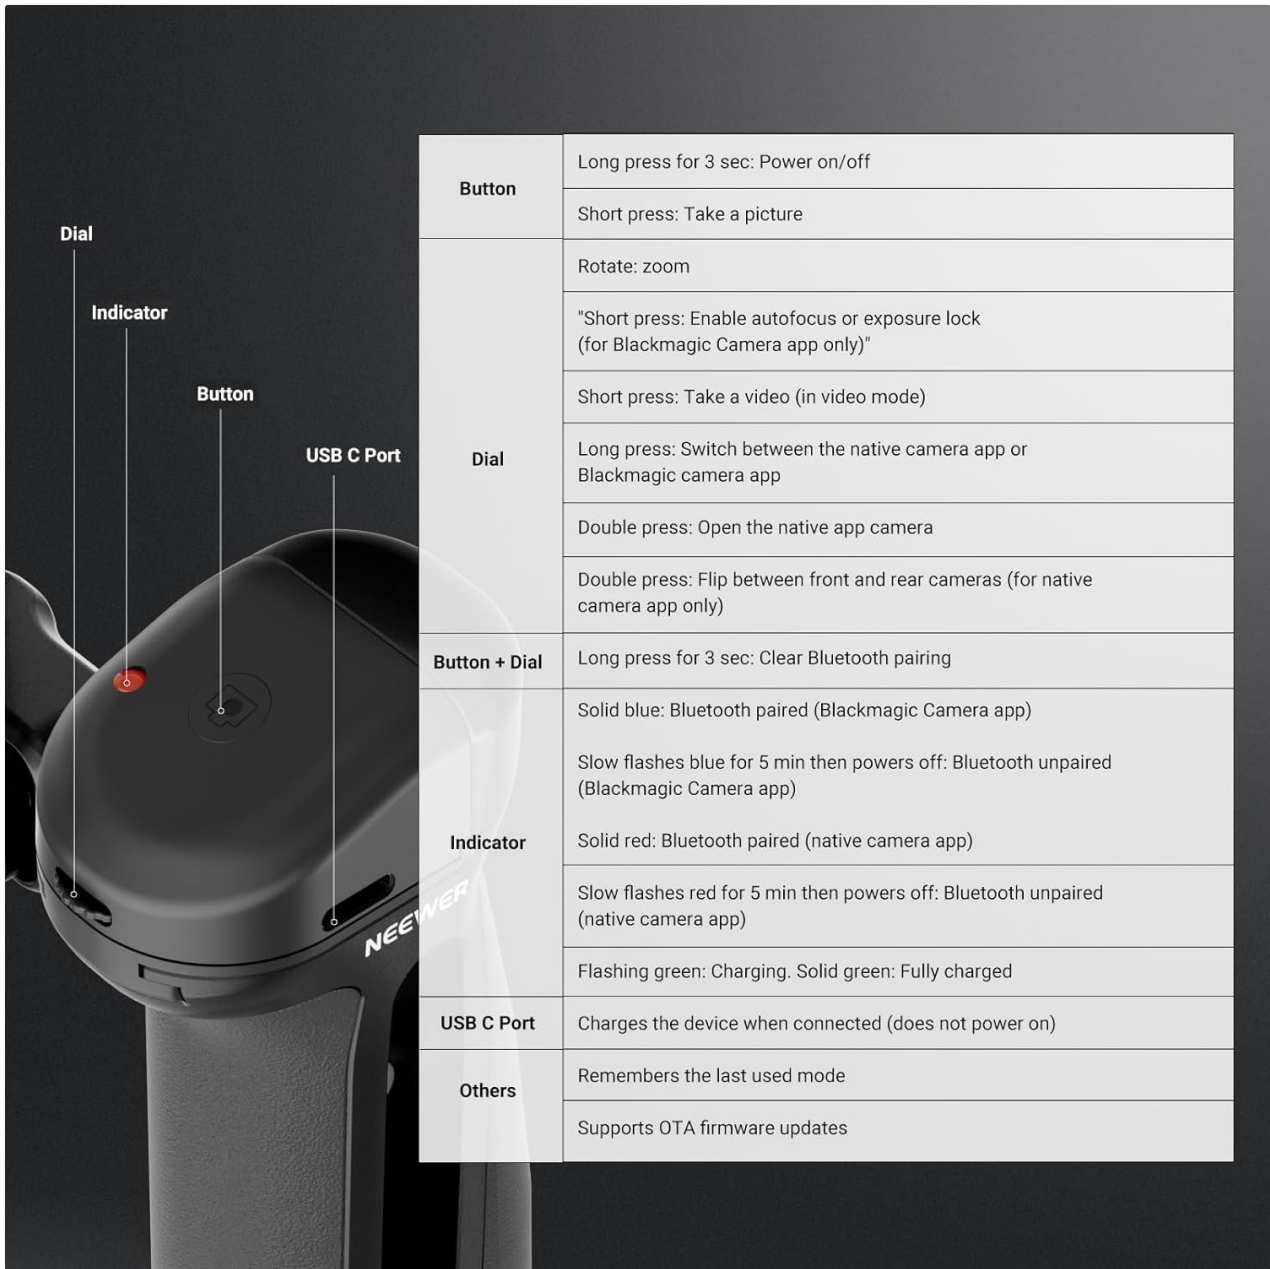 Dial
Indicator
Button
USB C Port
NEEWER
Button
Long press for 3 sec: Power on/off
Short press: Take a picture
Dial
Rotate: zoom
"Short press: Enable autofocus or exposure lock
(for Blackmagic Camera app only)"
Short press: Take a video (in video mode)
Long press: Switch between the native camera app or
Blackmagic camera app
Double press: Open the native app camera
Double press: Flip between front and rear cameras (for native
camera app only)
Button + Dial
Long press for 3 sec: Clear Bluetooth pairing
Indicator
Solid blue: Bluetooth paired (Blackmagic Camera app)
Slow flashes blue for 5 min then powers off: Bluetooth unpaired
(Blackmagic Camera app)
Solid red: Bluetooth paired (native camera app)
Slow flashes red for 5 min then powers off: Bluetooth unpaired
(native camera app)
Flashing green: Charging. Solid green: Fully charged
USB C Port
Charges the device when connected (does not power on)
Others
Remembers the last used mode
Supports OTA firmware updates